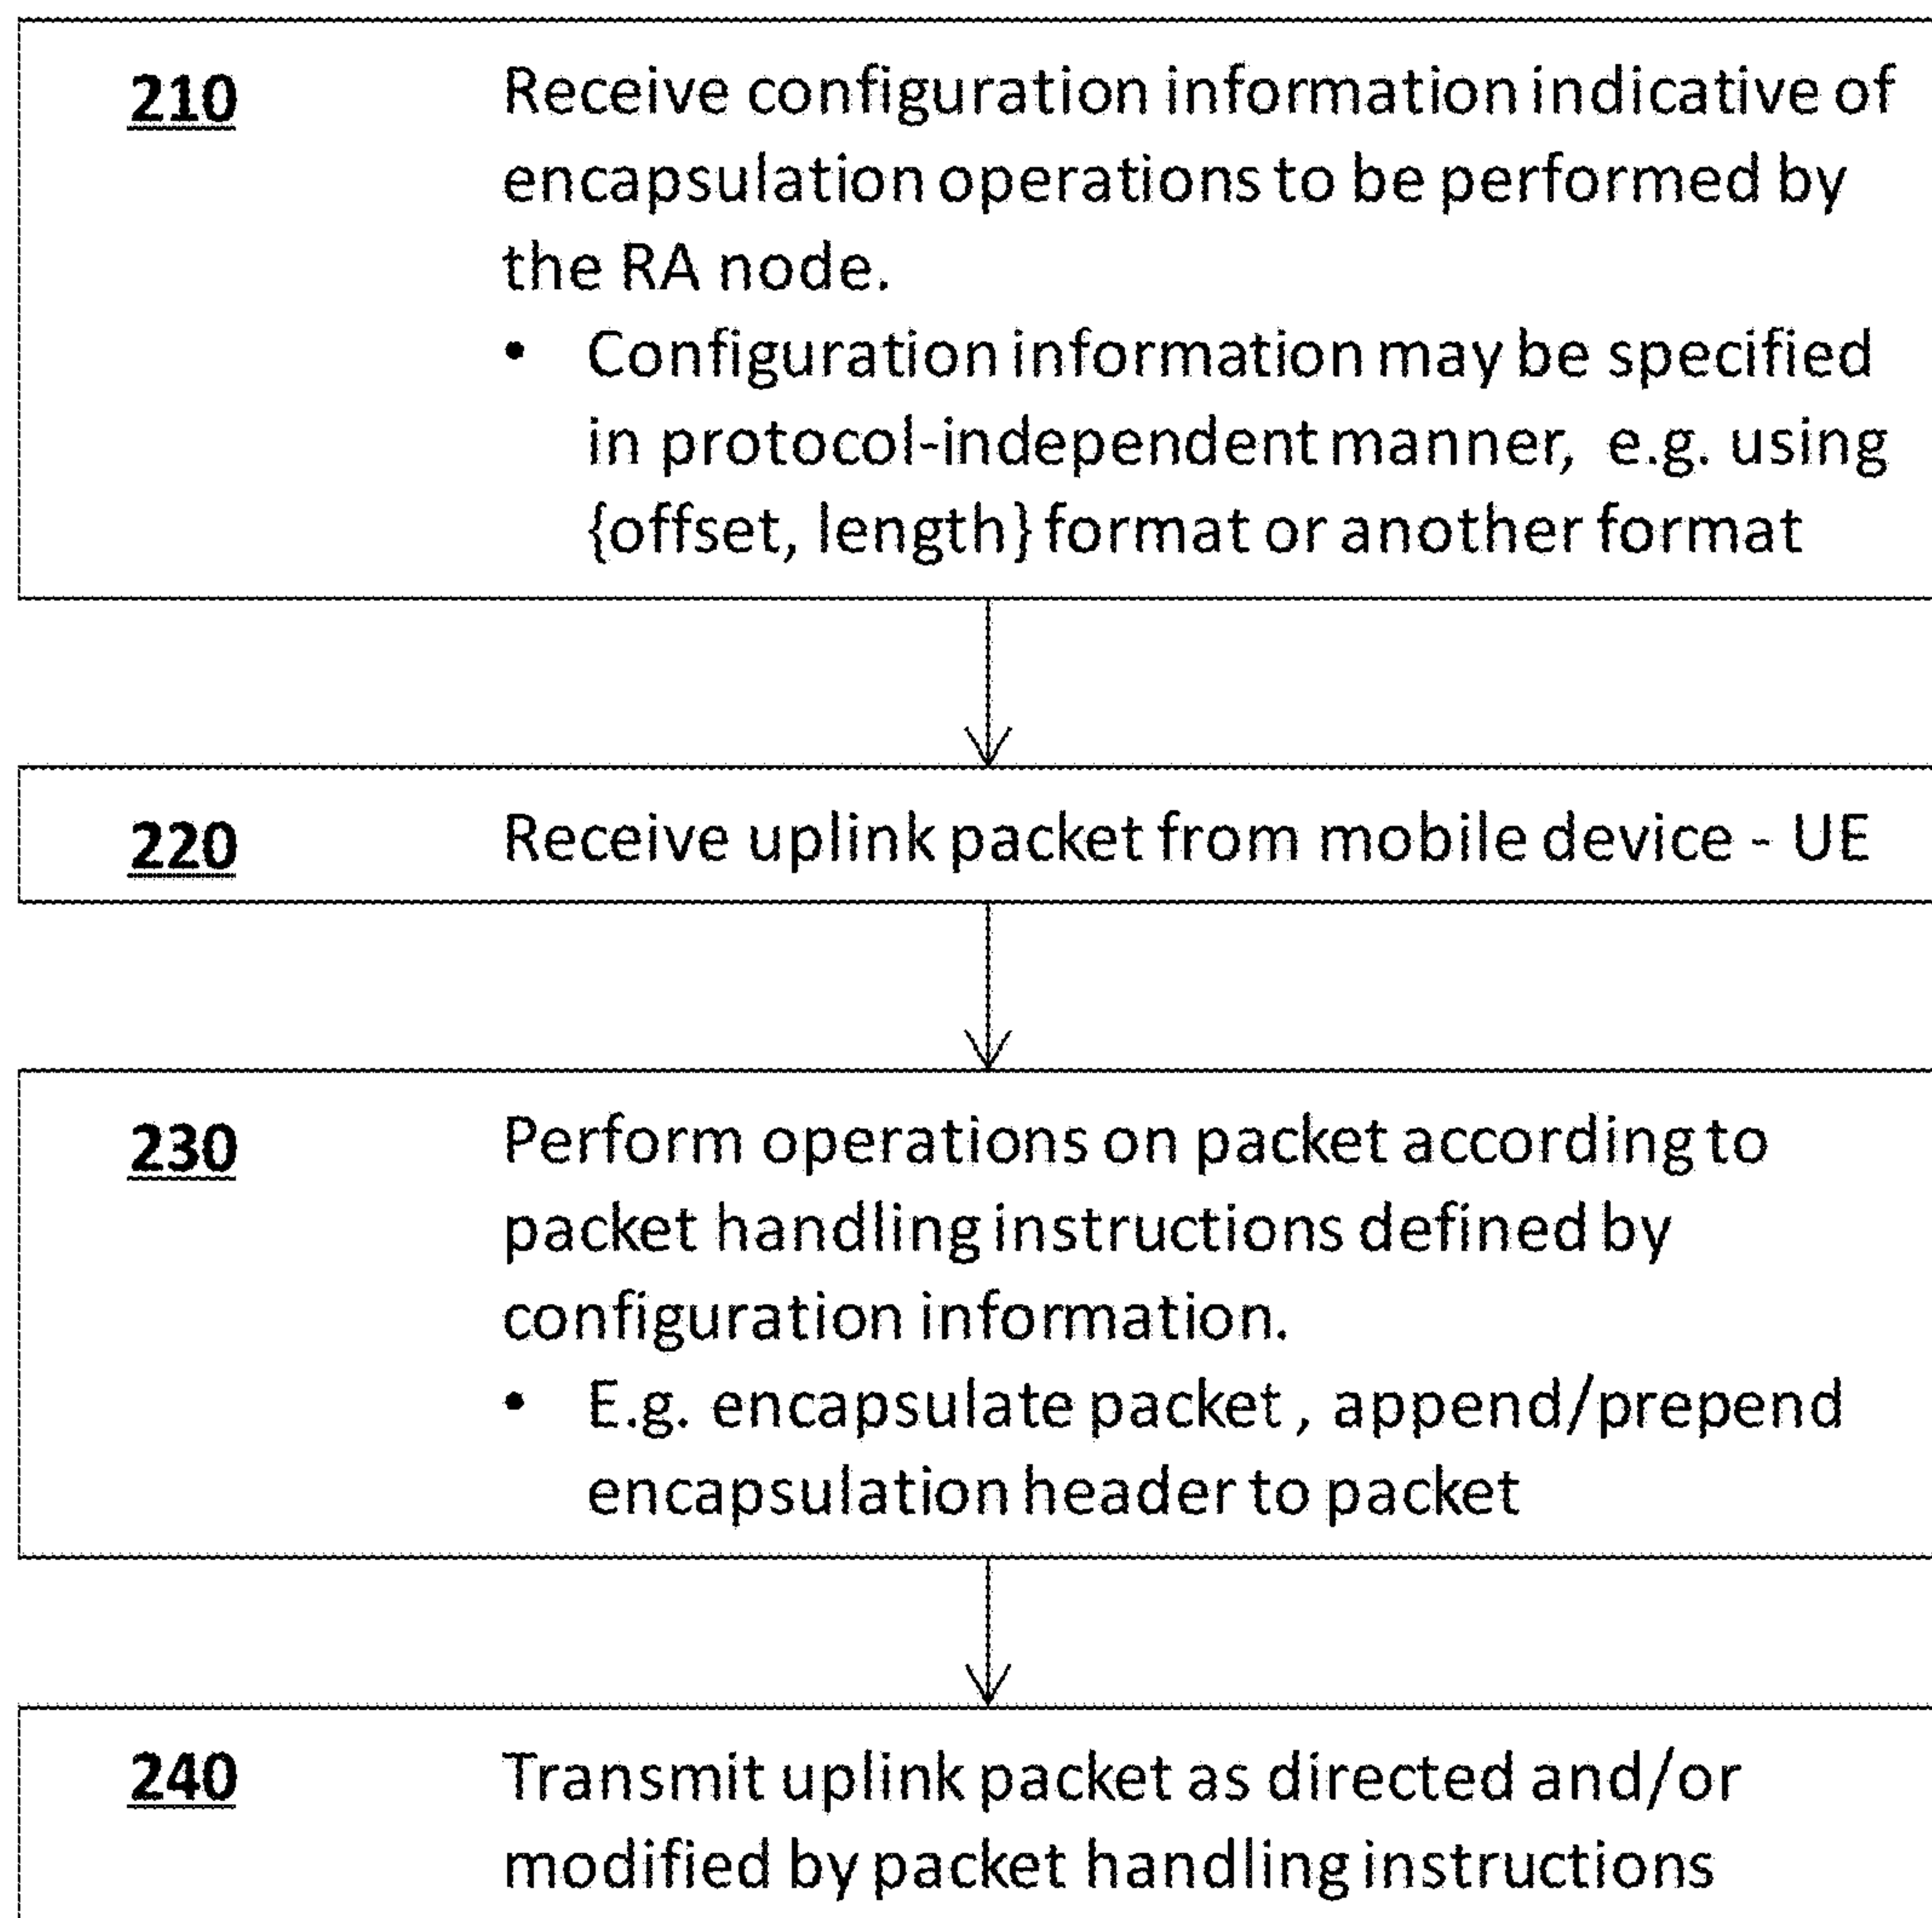 210 Receive configuration information indicative of
encapsulation operations to be performed by
the RA node.
• Configuration information may be specified
in protocol-independent manner, e.g. using
{offset, length} format or another format
220 Receive uplink packet from mobile device - UE
230 Perform operations on packet according to
packet handling instructions defined by
configuration information.
• E.g. encapsulate packet, append/prepend
encapsulation header to packet
240 Transmit uplink packet as directed and/or
modified by packet handling instructions